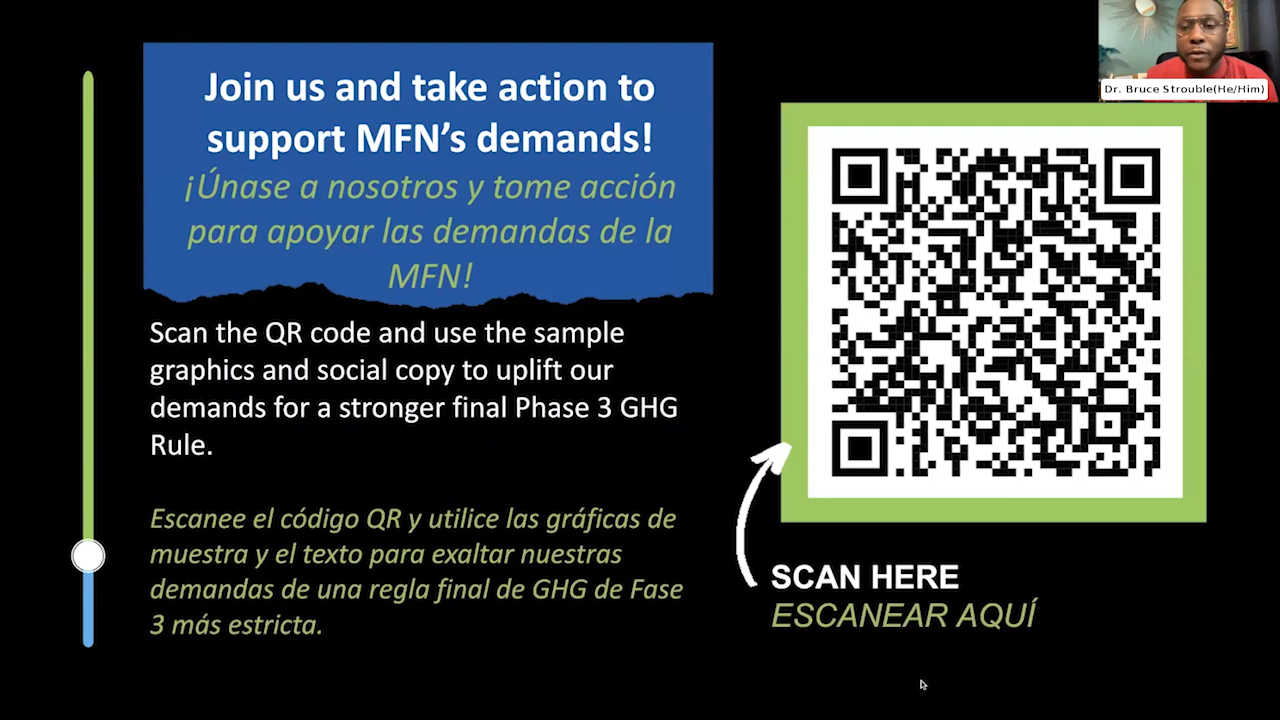 Dr. Bruce Strouble(He/Him)
Join us and take action to
support MFN’s demands!
¡Únase a nosotros y tome acción
para apoyar las demandas de la
MFN!
Scan the QR code and use the sample
graphics and social copy to uplift our
demands for a stronger final Phase 3 GHG
Rule.
Escanee el código QR y utilice las gráficas de
muestra y el texto para exaltar nuestras
demandas de una regla final de GHG de Fase
3 más estricta.
SCAN HERE
ESCANEAR AQUÍ